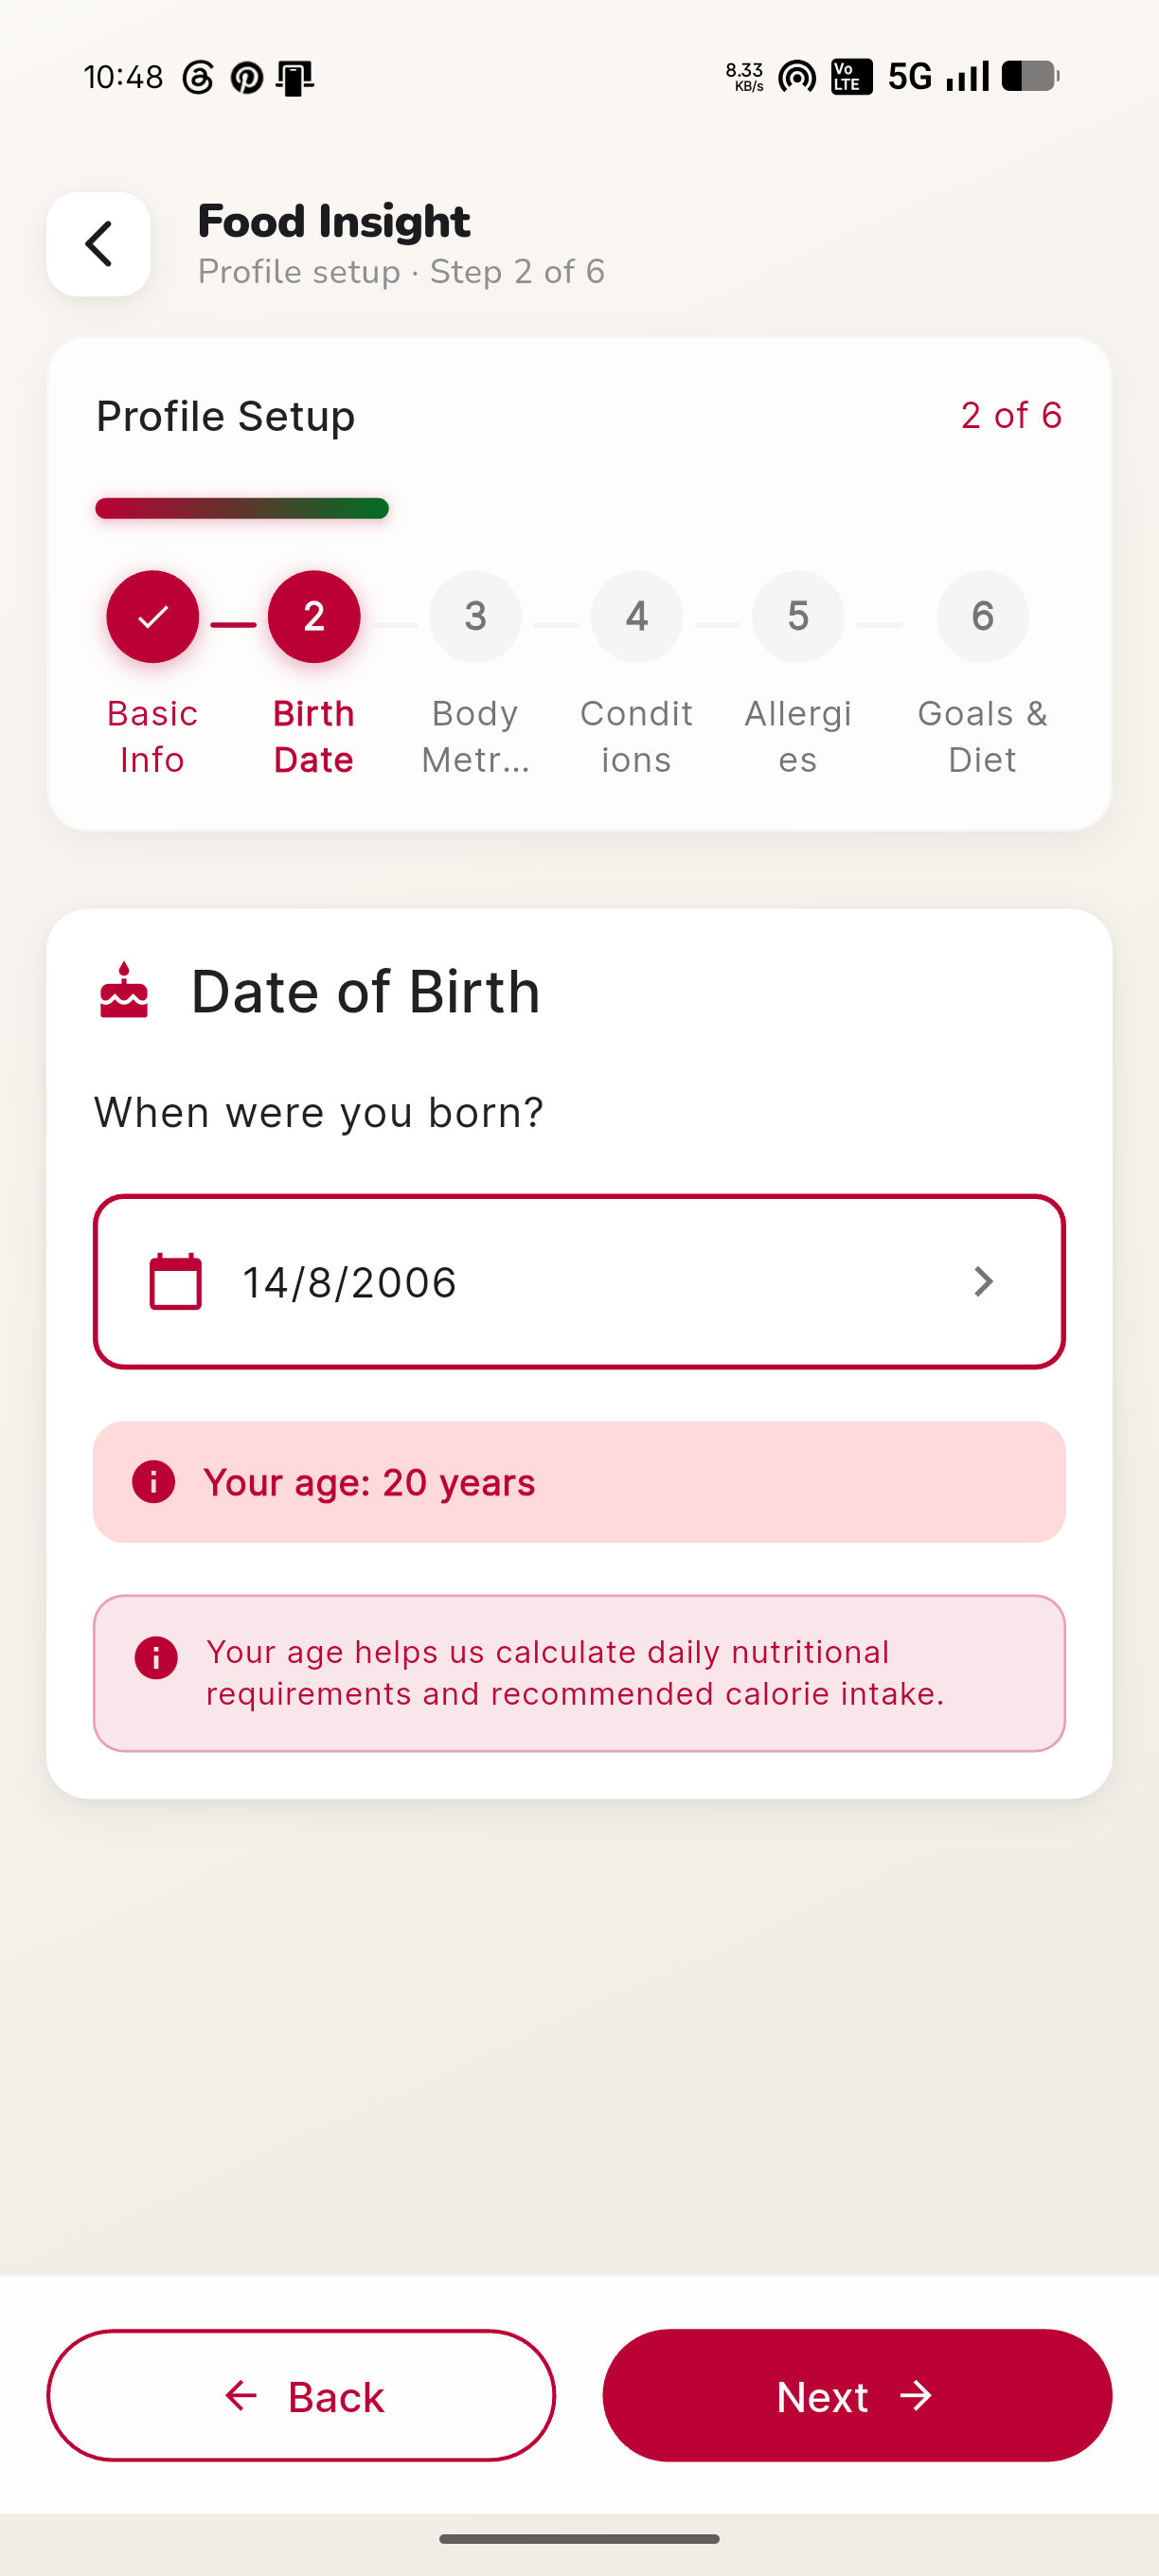 10:48
8.33
KB/s
Vo
LTE
5G
Food Insight
Profile setup · Step 2 of 6
Profile Setup
2 of 6
2
3
4
5
6
Basic
Info
Birth
Date
Body
Metr...
Condit
ions
Allergi
es
Goals &
Diet
Date of Birth
When were you born?
14/8/2006
Your age: 20 years
Your age helps us calculate daily nutritional
requirements and recommended calorie intake.
Back
Next